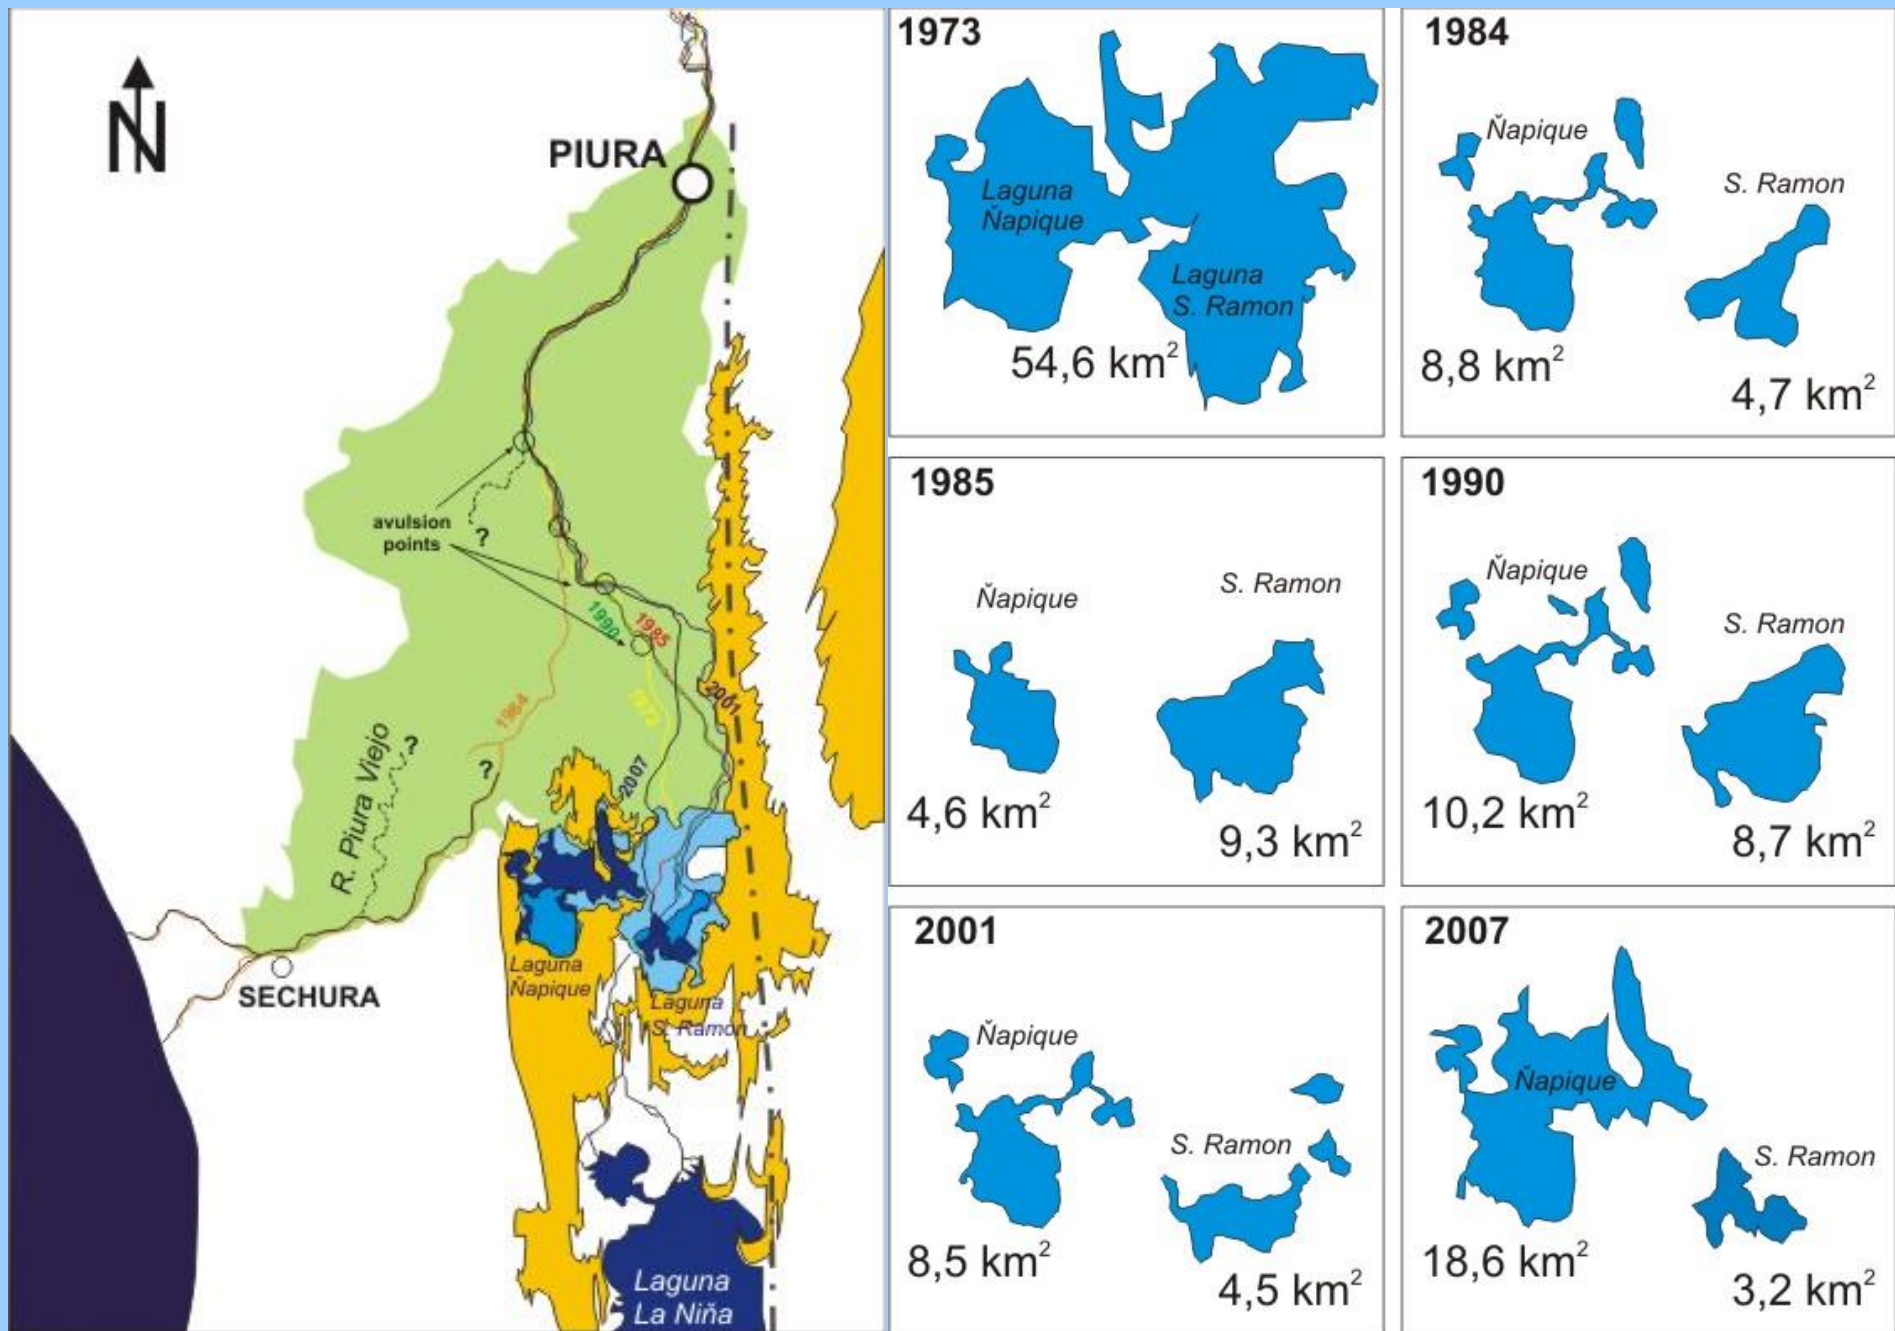 N
PIURA
avulsion
points
?
1990
1985
1973
2001
1984
2007
R. Piura Viejo
?
?
SECHURA
Laguna
Ňapique
Laguna
S. Ramon
Laguna
La Niňa
1973
Laguna
Ňapique
Laguna
S. Ramon
54,6 km²
1984
Ňapique
S. Ramon
8,8 km²
4,7 km²
1985
Ňapique
S. Ramon
4,6 km²
9,3 km²
1990
Ňapique
S. Ramon
10,2 km²
8,7 km²
2001
Ňapique
S. Ramon
8,5 km²
4,5 km²
2007
Ňapique
S. Ramon
18,6 km²
3,2 km²